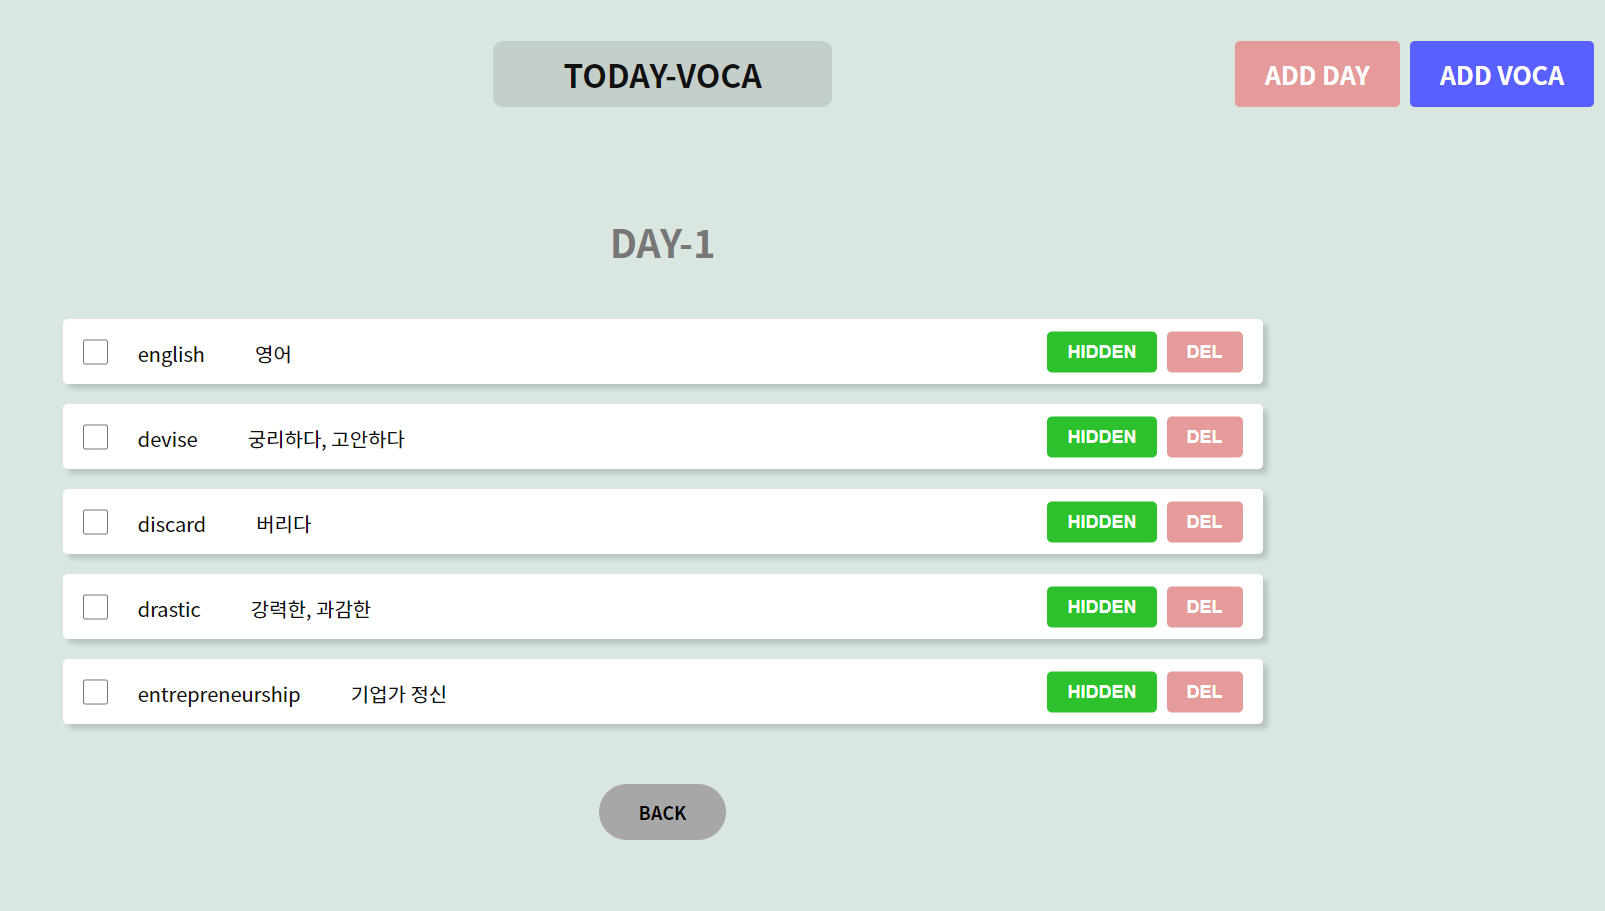 TODAY-VOCA
ADD DAY ADD VOCA
DAY-1
english 영어 HIDDEN DEL
devise 궁리하다, 고안하다 HIDDEN DEL
discard 버리다 HIDDEN DEL
drastic 강력한, 과감한 HIDDEN DEL
entrepreneurship 기업가 정신 HIDDEN DEL
BACK